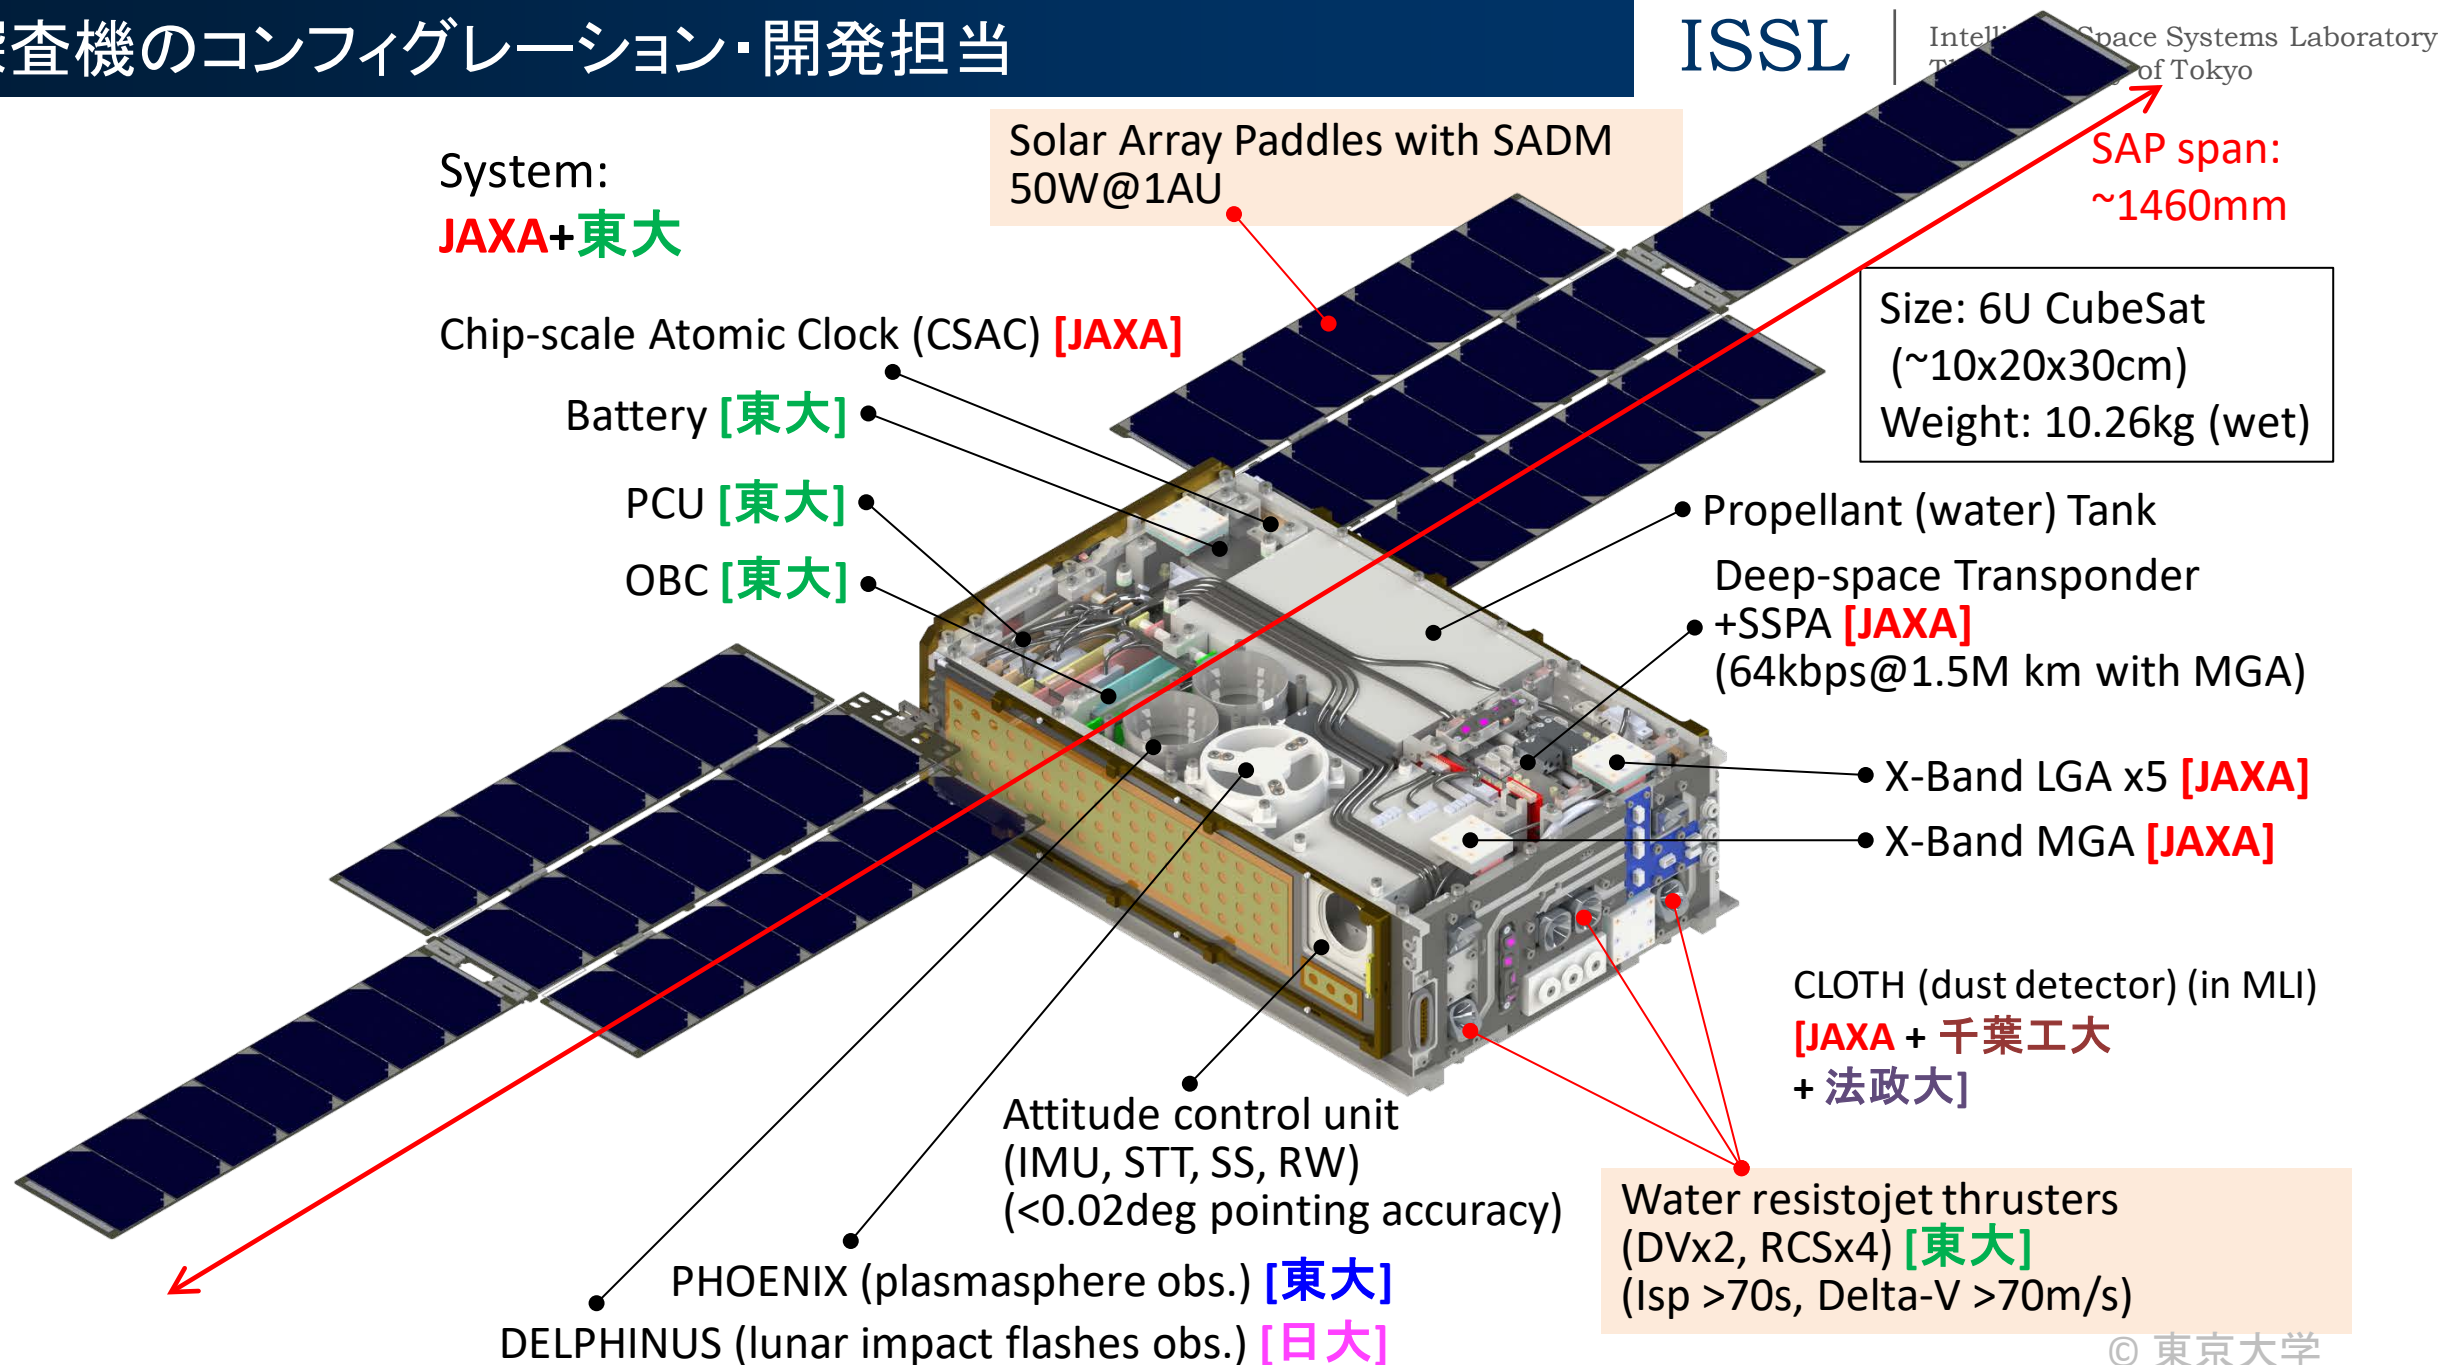 査機のコンフィグレーション・開発担当
ISSL
Space Systems Laboratory
of Tokyo
Solar Array Paddles with SADM
50W@1AU
SAP span:
~1460mm
System:
JAXA+東大
Size: 6U CubeSat
(~10x20x30cm)
Weight: 10.26kg (wet)
Chip-scale Atomic Clock (CSAC) [JAXA]
Battery [東大]
PCU [東大]
OBC [東大]
Propellant (water) Tank
Deep-space Transponder
+SSPA [JAXA]
(64kbps@1.5M km with MGA)
X-Band LGA x5 [JAXA]
X-Band MGA [JAXA]
CLOTH (dust detector) (in MLI)
[JAXA + 千葉工大
+ 法政大]
Attitude control unit
(IMU, STT, SS, RW)
(<0.02deg pointing accuracy)
Water resistojet thrusters
(DVx2, RCSx4) [東大]
(Isp >70s, Delta-V >70m/s)
PHOENIX (plasmasphere obs.) [東大]
DELPHINUS (lunar impact flashes obs.) [日大]
© 東京大学